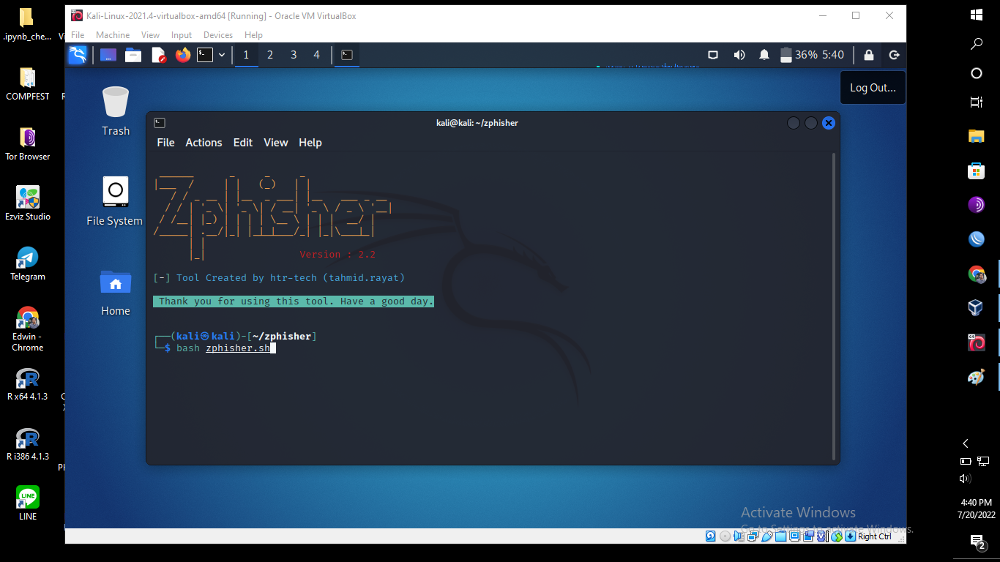 Kali-Linux-2021.4-virtualbox-amd64 [Running] - Oracle VM VirtualBox
File Machine View Input Devices Help
1 2 3 4
36% 5:40
Log Out...
.ipynb_che...
COMPFEST
Tor Browser
Ezviz Studio
Telegram
Edwin -
Chrome
R x64 4.1.3
R i386 4.1.3
LINE
LINE
Trash
File System
Home
kali@kali: ~/zphisher
File Actions Edit View Help
Zphisher
Version : 2.2
[-] Tool Created by htr-tech (tahmid.rayat)
Thank you for using this tool. Have a good day.
┌──(kali㉿kali)-[~/zphisher]
└─$ bash zphisher.sh
Activate Windows
Go to Settings to activate Windows.
Right Ctrl
4:40 PM
7/20/2022
2